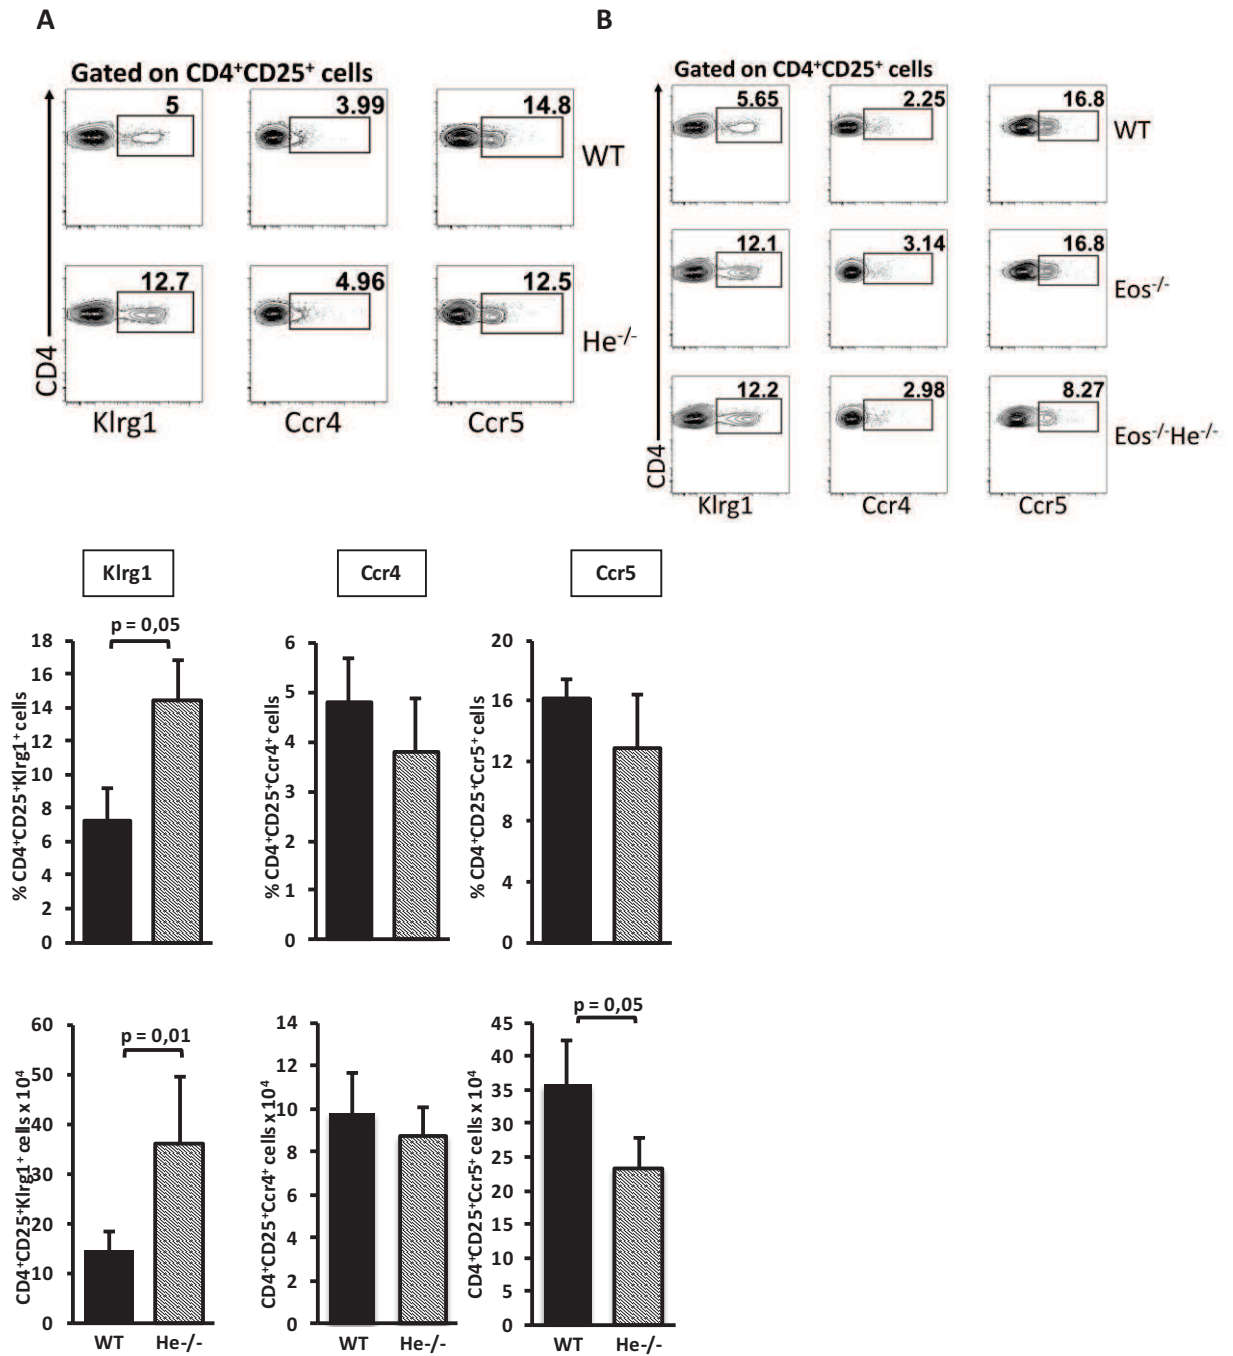 A
B
Gated on CD4⁺CD25⁺ cells
5
3.99
14.8
WT
12.7
4.96
12.5
He⁻/⁻
CD4
Klrg1
Ccr4
Ccr5
Gated on CD4⁺CD25⁺ cells
5.65
2.25
16.8
WT
12.1
3.14
16.8
Eos⁻/⁻
12.2
2.98
8.27
Eos⁻/⁻He⁻/⁻
CD4
Klrg1
Ccr4
Ccr5
Klrg1
Ccr4
Ccr5
p = 0,05
% CD4⁺CD25⁺Klrg1⁺ cells
18
16
14
12
10
8
6
4
2
0
% CD4⁺CD25⁺Ccr4⁺ cells
6
5
4
3
2
1
0
% CD4⁺CD25⁺Ccr5⁺ cells
20
16
12
8
4
0
p = 0,01
CD4⁺CD25⁺Klrg1⁺ cells x 10⁴
60
50
40
30
20
10
0
WT
He-/-
CD4⁺CD25⁺Ccr4⁺ cells x 10⁴
14
12
10
8
6
4
2
0
WT
He-/-
p = 0,05
CD4⁺CD25⁺Ccr5⁺ cells x 10⁴
45
40
35
30
25
20
15
10
5
0
WT
He-/-